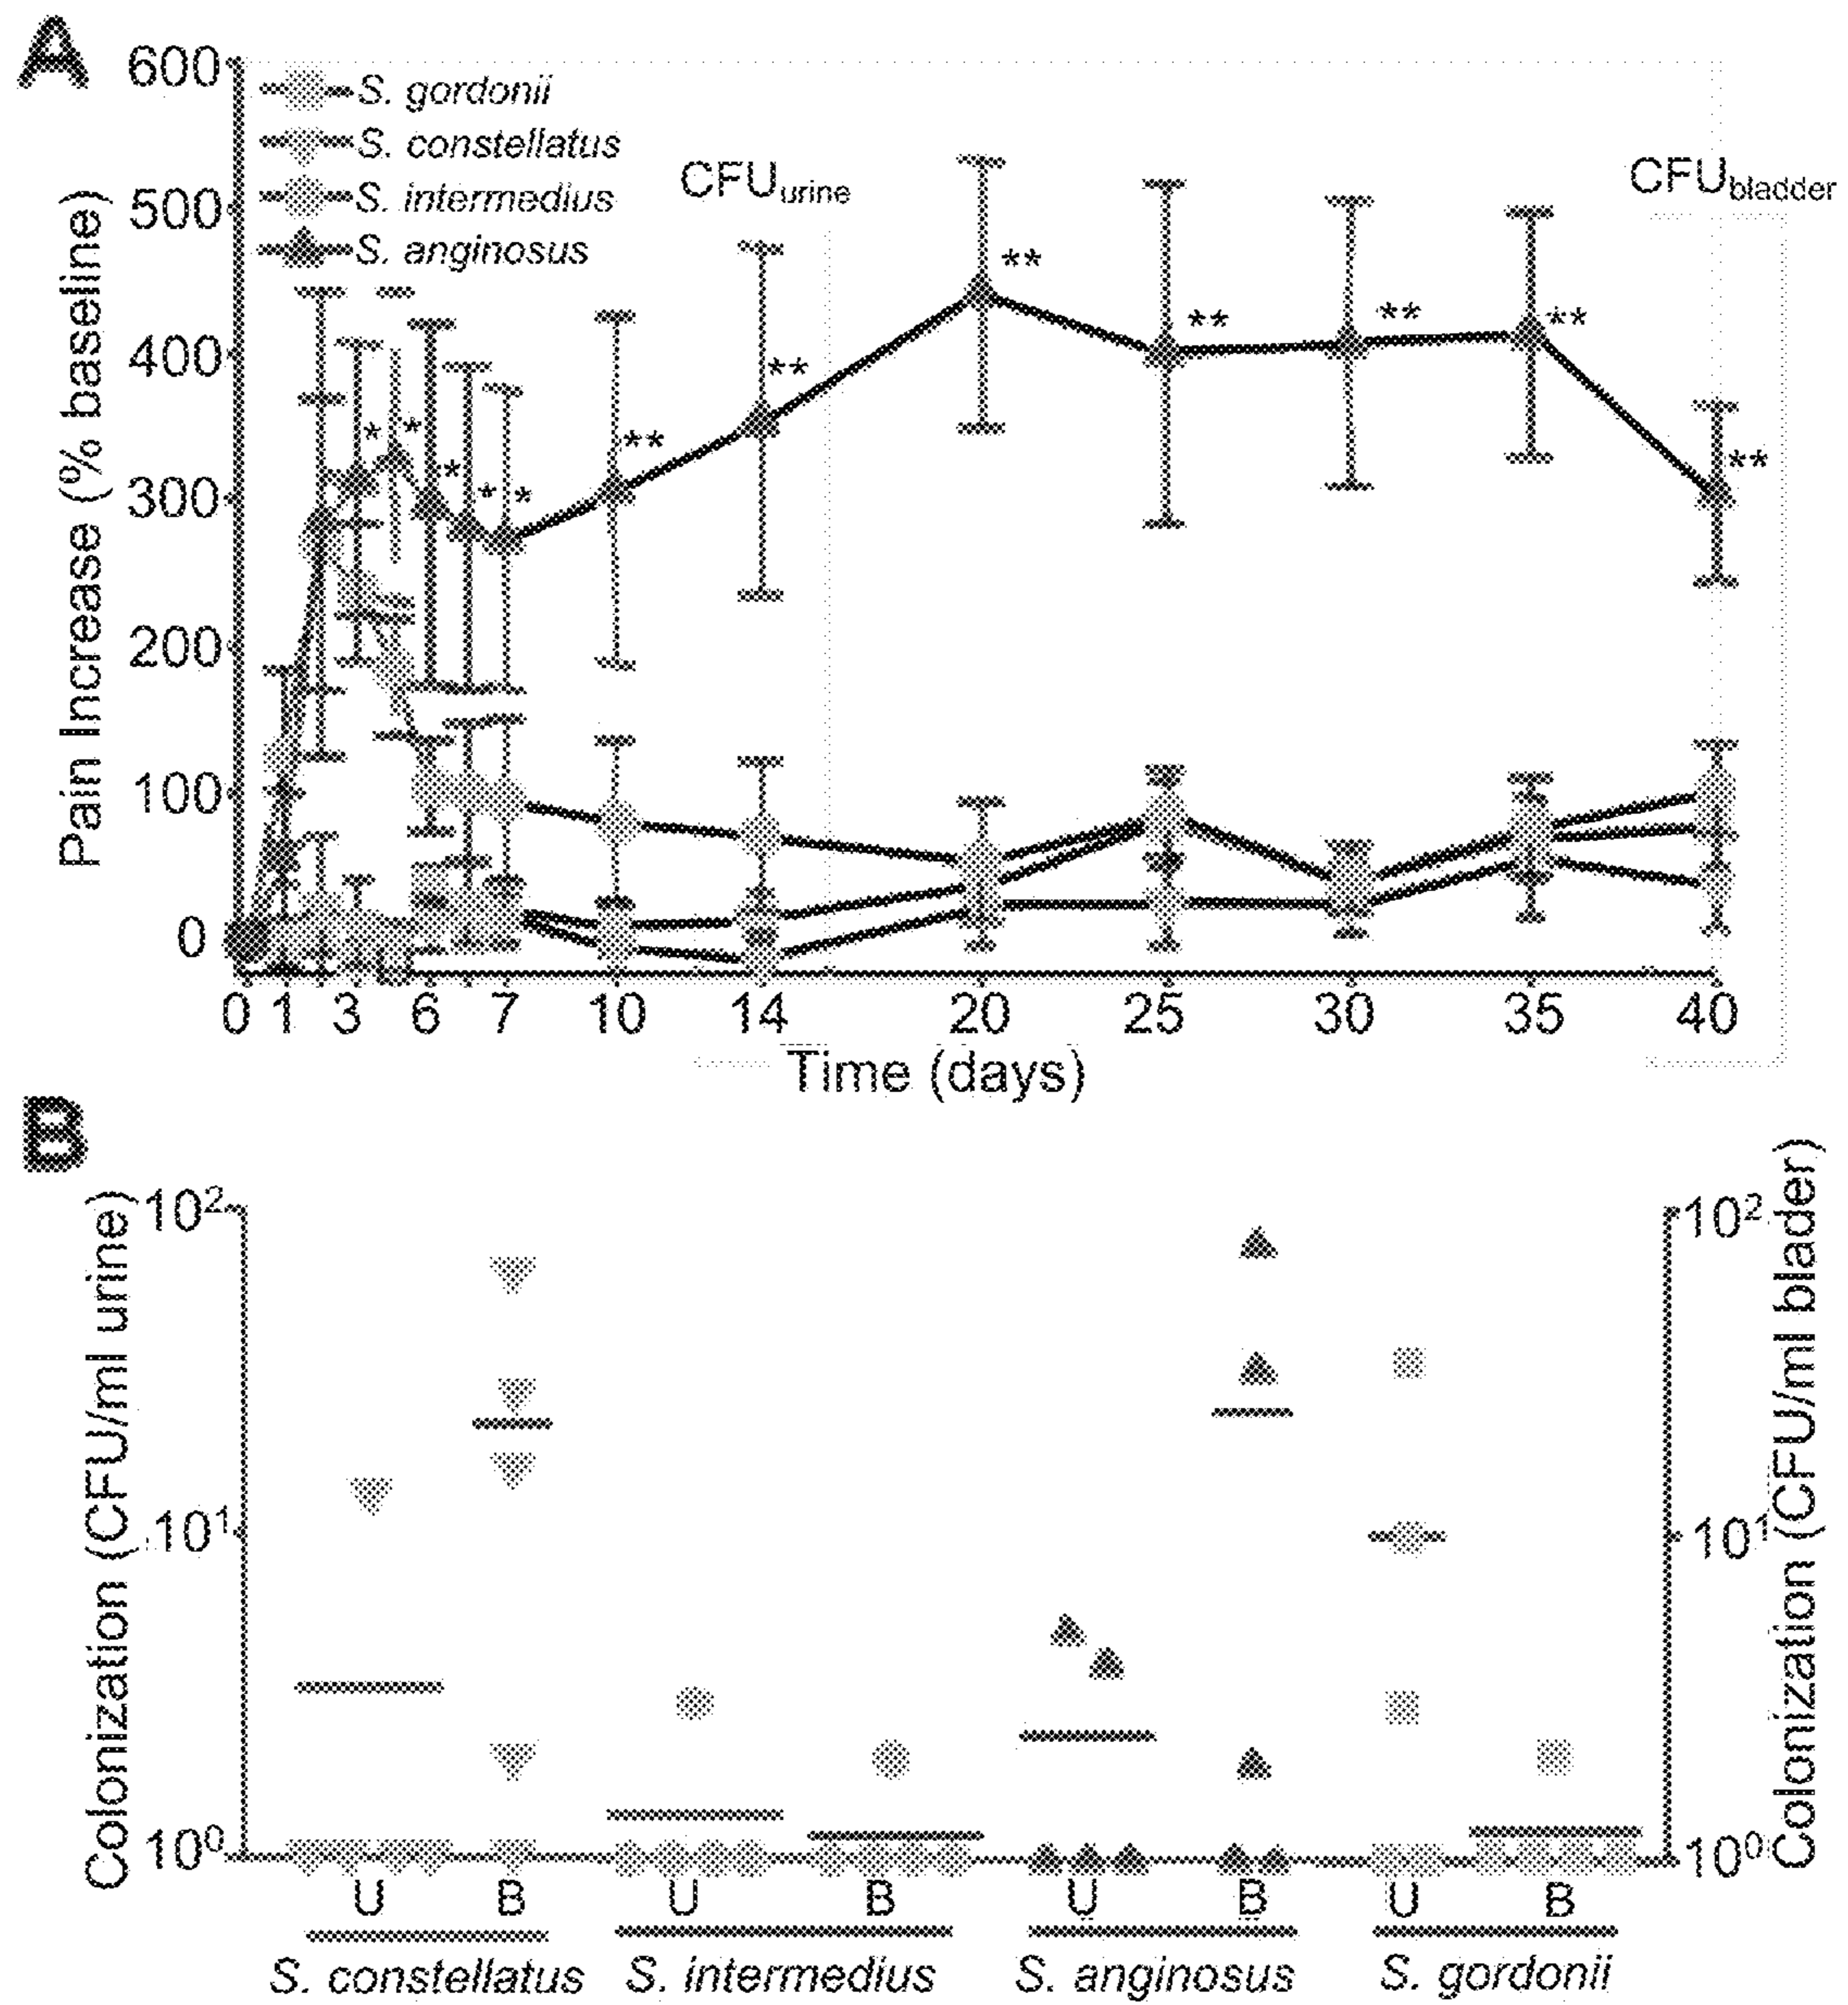 A
600
500
400
300
200
100
0
Pain Increase (% baseline)
S. gordonii
S. constellatus
S. intermedius
S. anginosus
CFUurine
CFUbladder
* * * * * ** ** ** ** ** ** **
0 1 3 6 7 10 14 20 25 30 35 40
Time (days)
B
Colonization (CFU/ml urine)
10²
10¹
10⁰
10²
10¹
10⁰
Colonization (CFU/ml blader)
U B U B U B U B
S. constellatus S. intermedius S. anginosus S. gordonii